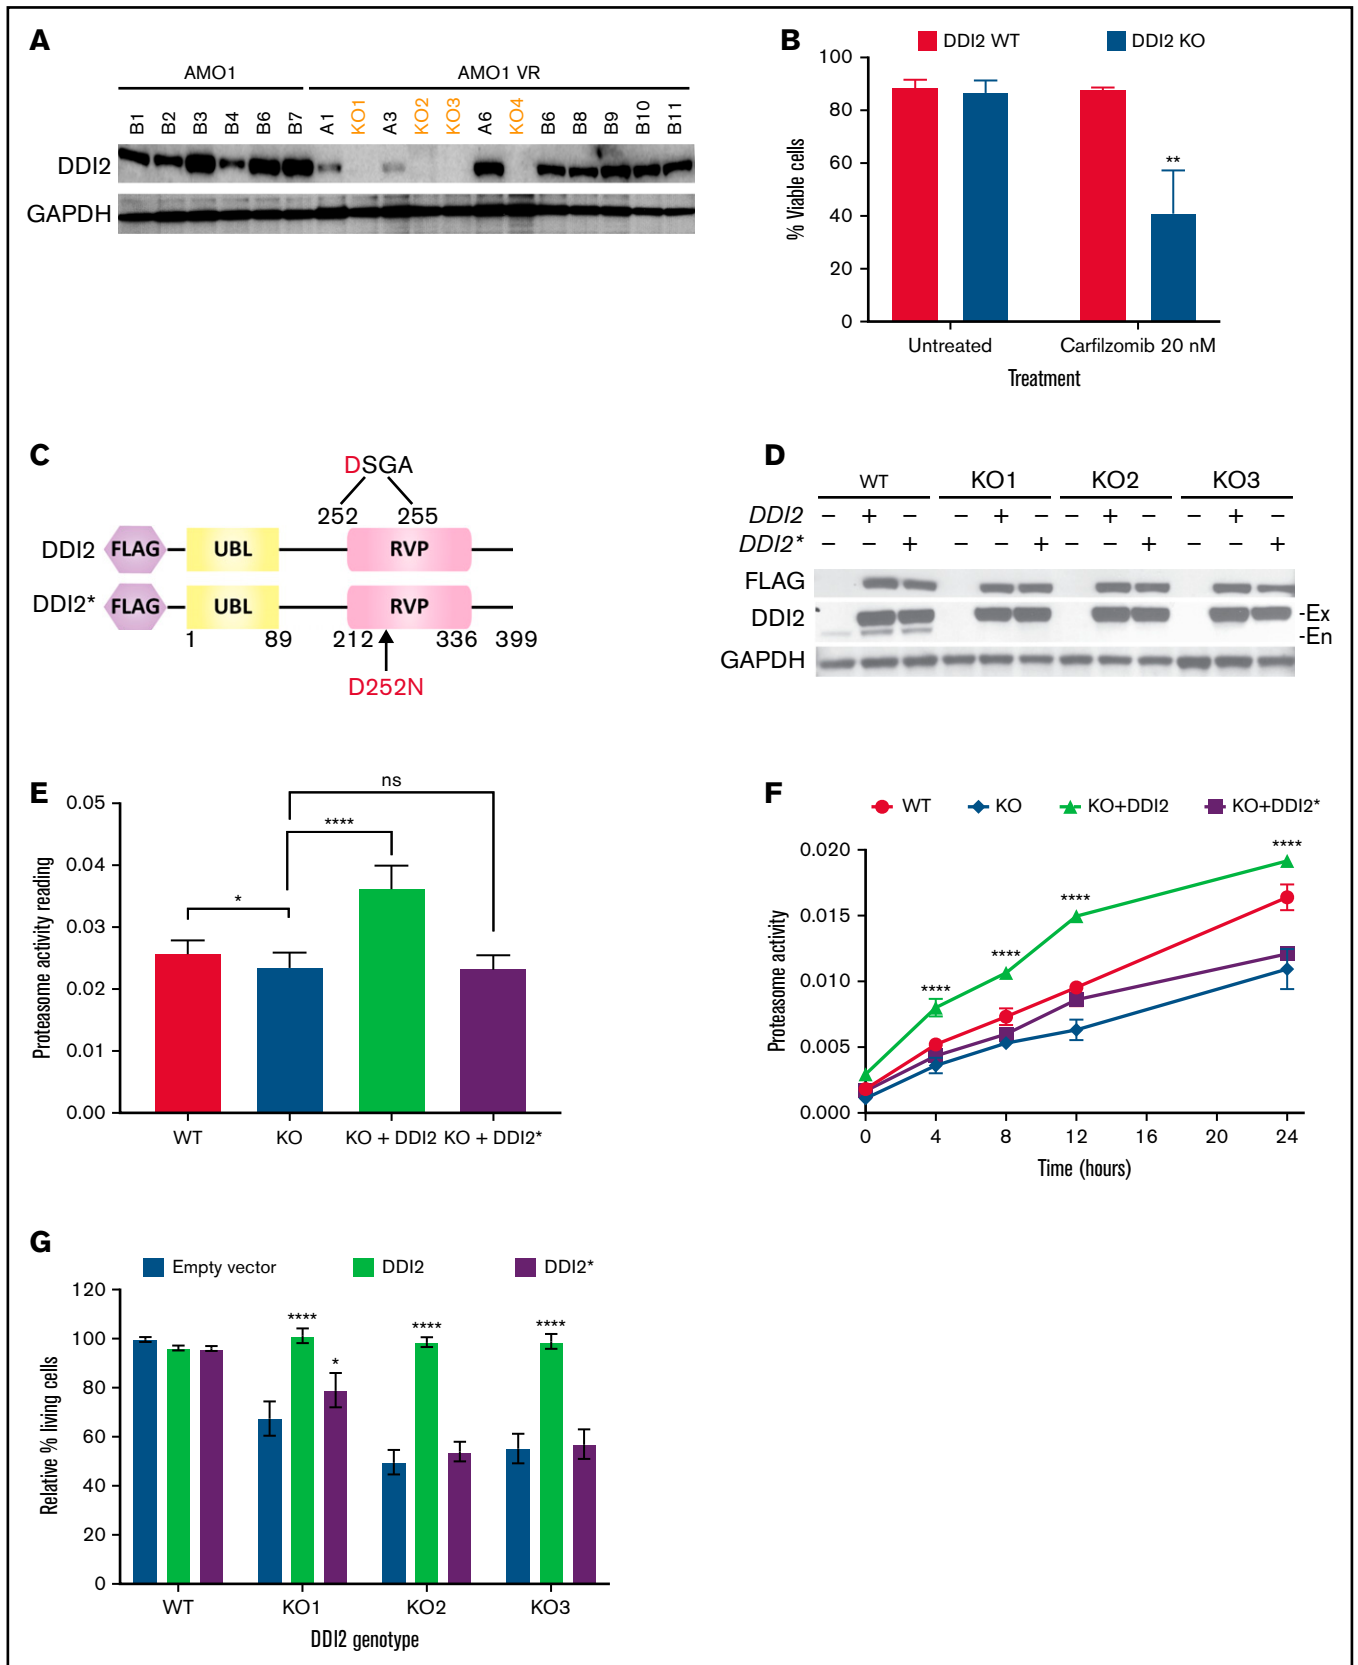 A
AMO1
AMO1 VR
B1 B2 B3 B4 B6 B7 A1 KO1 A3 KO2 KO3 A6 KO4 B6 B8 B9 B10 B11
DDI2
GAPDH
B
DDI2 WT
DDI2 KO
% Viable cells
100
80
60
40
20
0
**
Untreated
Carfilzomib 20 nM
Treatment
C
DSGA
252
255
DDI2
FLAG
UBL
RVP
DDI2*
FLAG
UBL
RVP
1
89
212
336
399
D252N
D
WT
KO1
KO2
KO3
DDI2 − + − − + − − + − − + −
DDI2* − − + − − + − − + − − +
FLAG
DDI2
-Ex
-En
GAPDH
E
Proteasome activity reading
0.05
0.04
0.03
0.02
0.01
0.00
*
****
ns
WT
KO
KO + DDI2
KO + DDI2*
F
WT
KO
KO+DDI2
KO+DDI2*
Proteasome activity
0.020
0.015
0.010
0.005
0.000
****
****
****
****
0
4
8
12
16
20
24
Time (hours)
G
Empty vector
DDI2
DDI2*
Relative % living cells
120
100
80
60
40
20
0
****
*
****
****
WT
KO1
KO2
KO3
DDI2 genotype